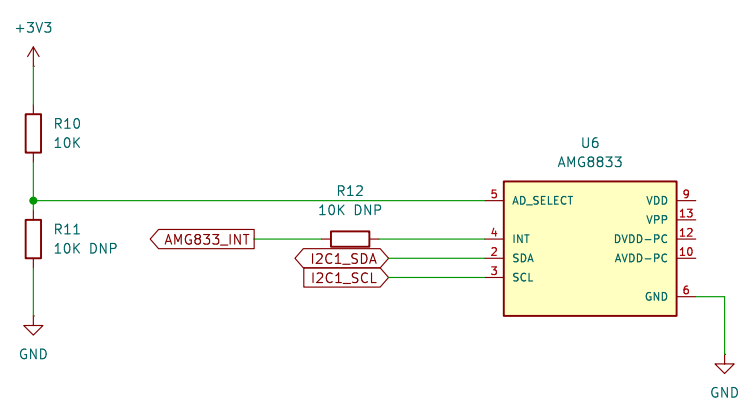 +3V3
R10
10K
R11
10K DNP
GND
R12
10K DNP
AMG833_INT
I2C1_SDA
I2C1_SCL
U6
AMG8833
5
AD_SELECT
4
INT
2
SDA
3
SCL
VDD
9
VPP
13
DVDD-PC
12
AVDD-PC
10
GND
6
GND